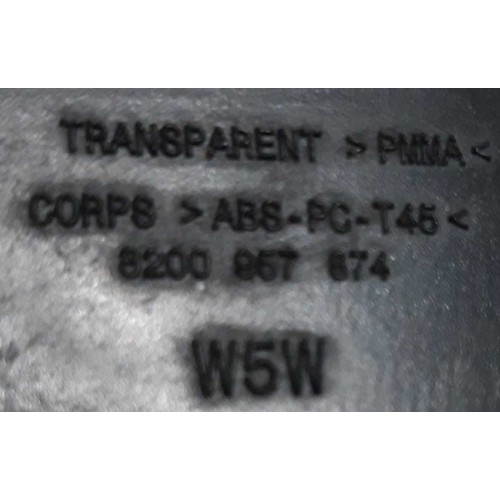 TRANSPARENT >PMMA<
CORPS >ABS-PC-T45<
8200 957 874
W5W